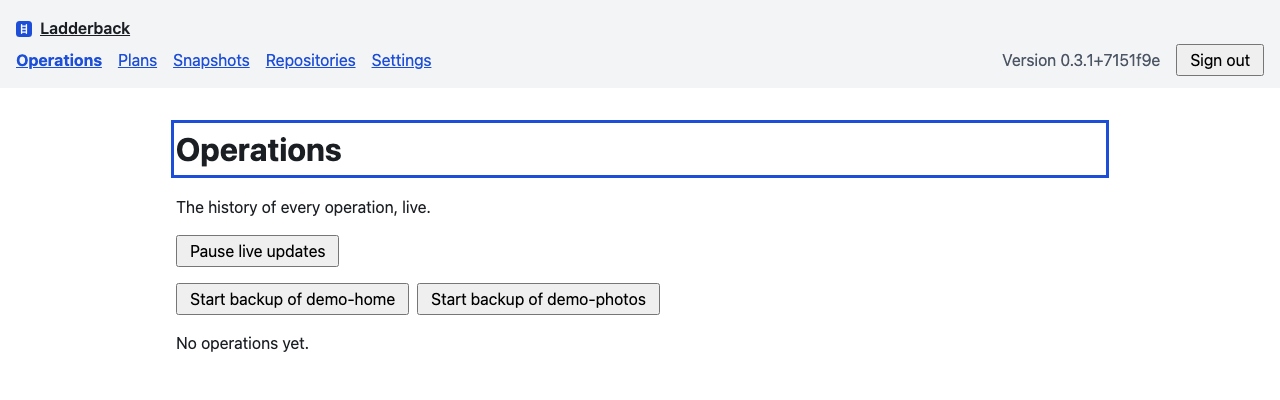 Ladderback
Operations Plans Snapshots Repositories Settings Version 0.3.1+7151f9e Sign out
Operations
The history of every operation, live.
Pause live updates
Start backup of demo-home Start backup of demo-photos
No operations yet.